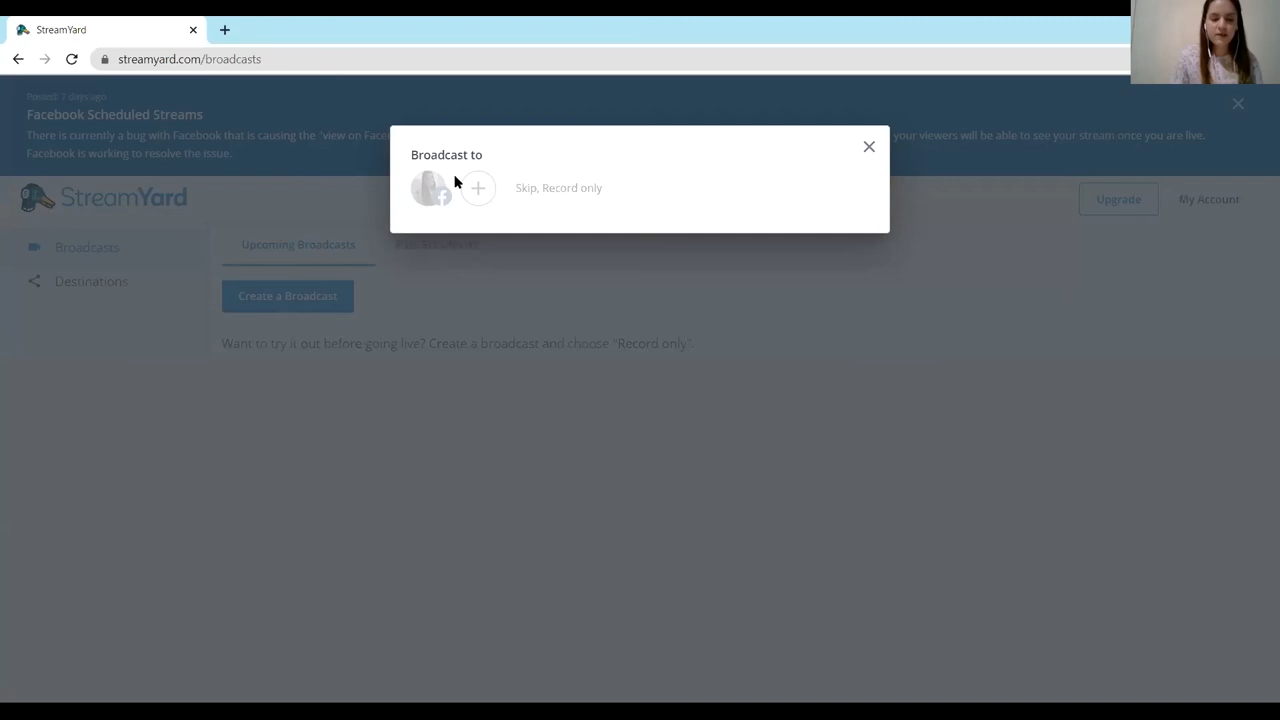 StreamYard
streamyard.com/broadcasts
Posted: 7 days ago
Facebook Scheduled Streams
There is currently a bug with Facebook that is causing the "view on Face
your viewers will be able to see your stream once you are live.
Facebook is working to resolve the issue.
Broadcast to
Skip, Record only
StreamYard
Upgrade
My Account
Broadcasts
Destinations
Upcoming Broadcasts
Create a Broadcast
Want to try it out before going live? Create a broadcast and choose "Record only".